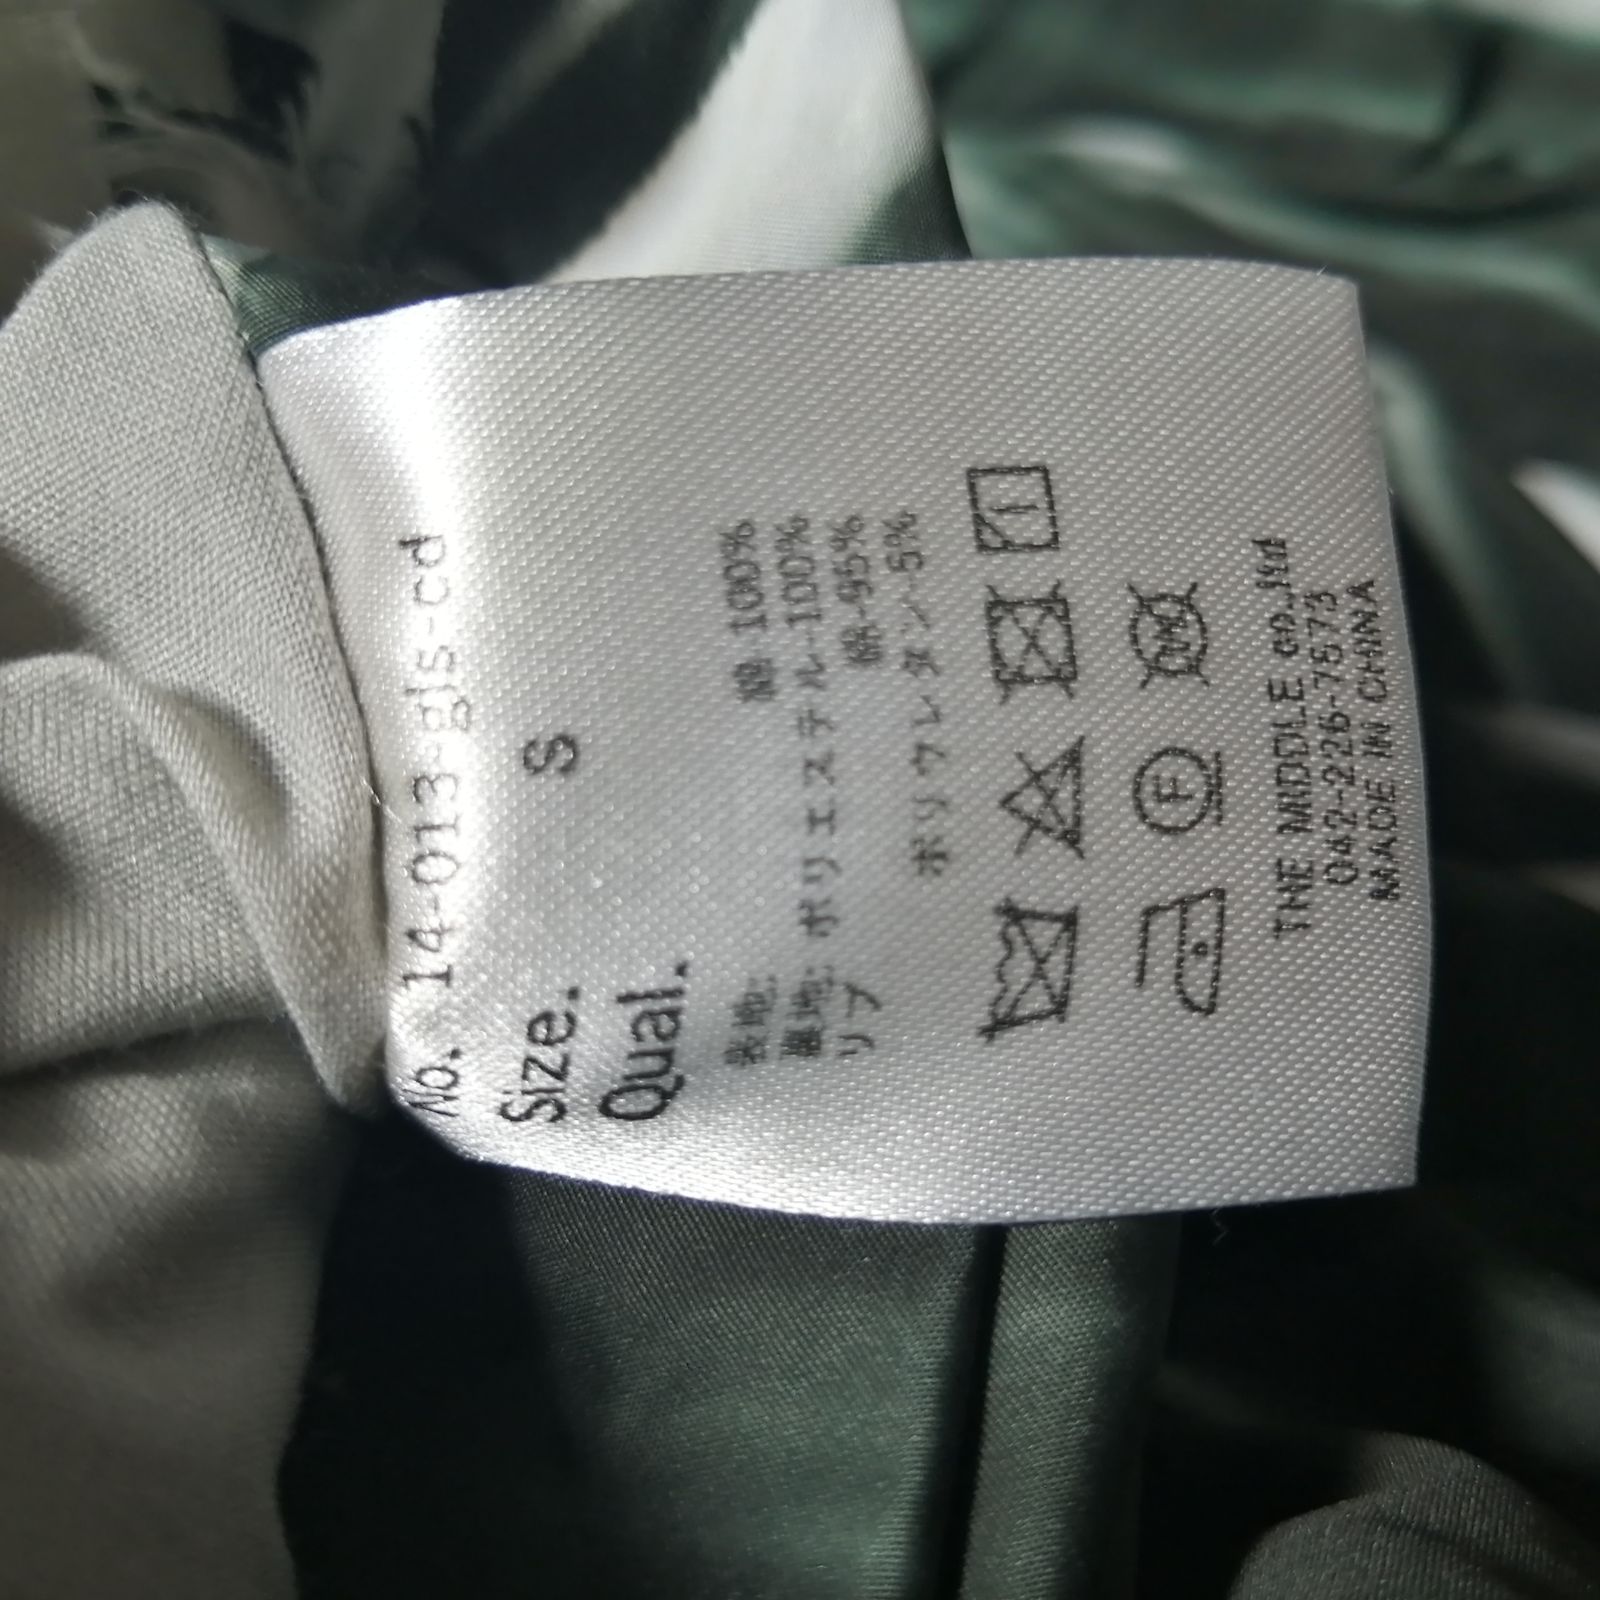 No. 14-013-gls-cd
Size. S
Qual.
表地: 100%
裏地: ポリエステル-100%
リブ 綿-95%
ポリウレタン-5%
F W
THE MIDDLE co.,ltd
042-226-7573
MADE IN CHINA